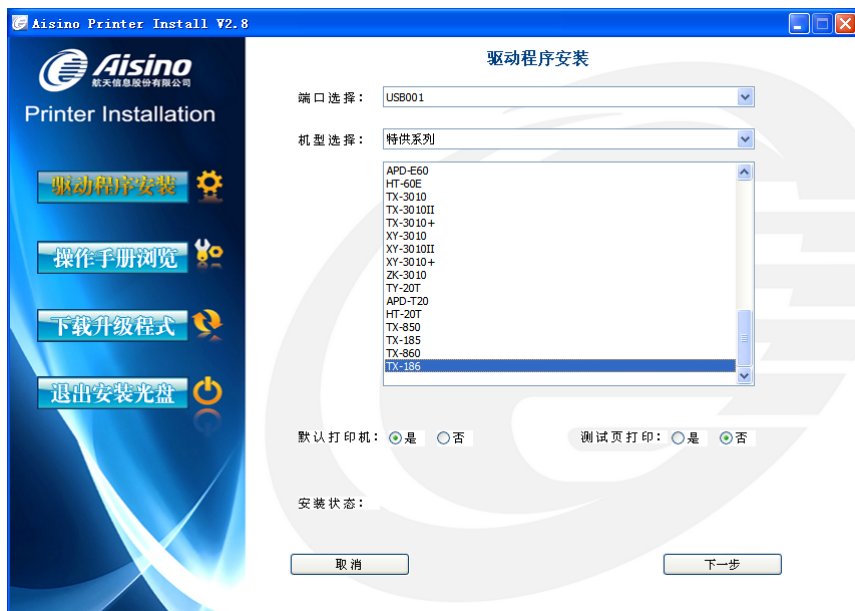 Aisino Printer Install V2.8
Aisino
航天信息股份有限公司
Printer Installation
驱动程序安装
操作手册浏览
下载升级程式
退出安装光盘
驱动程序安装
端口选择： USB001
机型选择： 特供系列
APD-E60
HT-60E
TX-3010
TX-3010II
TX-3010+
XY-3010
XY-3010II
XY-3010+
ZK-3010
TY-20T
APD-T20
HT-20T
TX-850
TX-185
TX-860
TX-186
默认打印机： 是 否 测试页打印： 是 否
安装状态：
取消 下一步